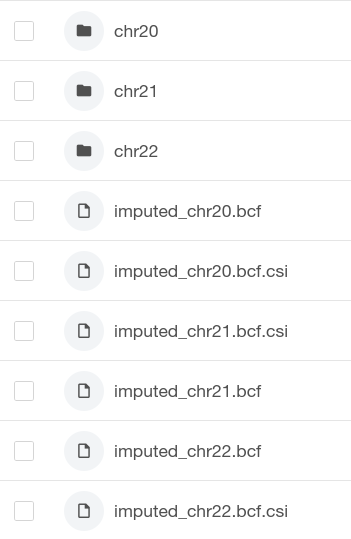 chr20
chr21
chr22
imputed_chr20.bcf
imputed_chr20.bcf.csi
imputed_chr21.bcf.csi
imputed_chr21.bcf
imputed_chr22.bcf
imputed_chr22.bcf.csi